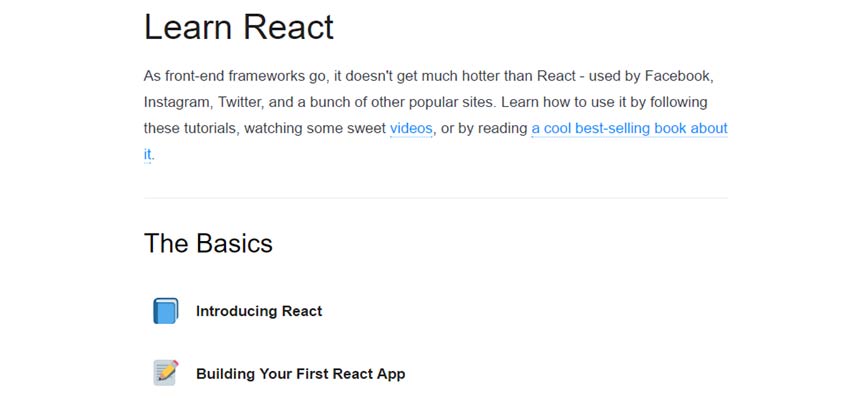 Learn React
As front-end frameworks go, it doesn't get much hotter than React - used by Facebook,
Instagram, Twitter, and a bunch of other popular sites. Learn how to use it by following
these tutorials, watching some sweet videos, or by reading a cool best-selling book about
it.
The Basics
Introducing React
Building Your First React App